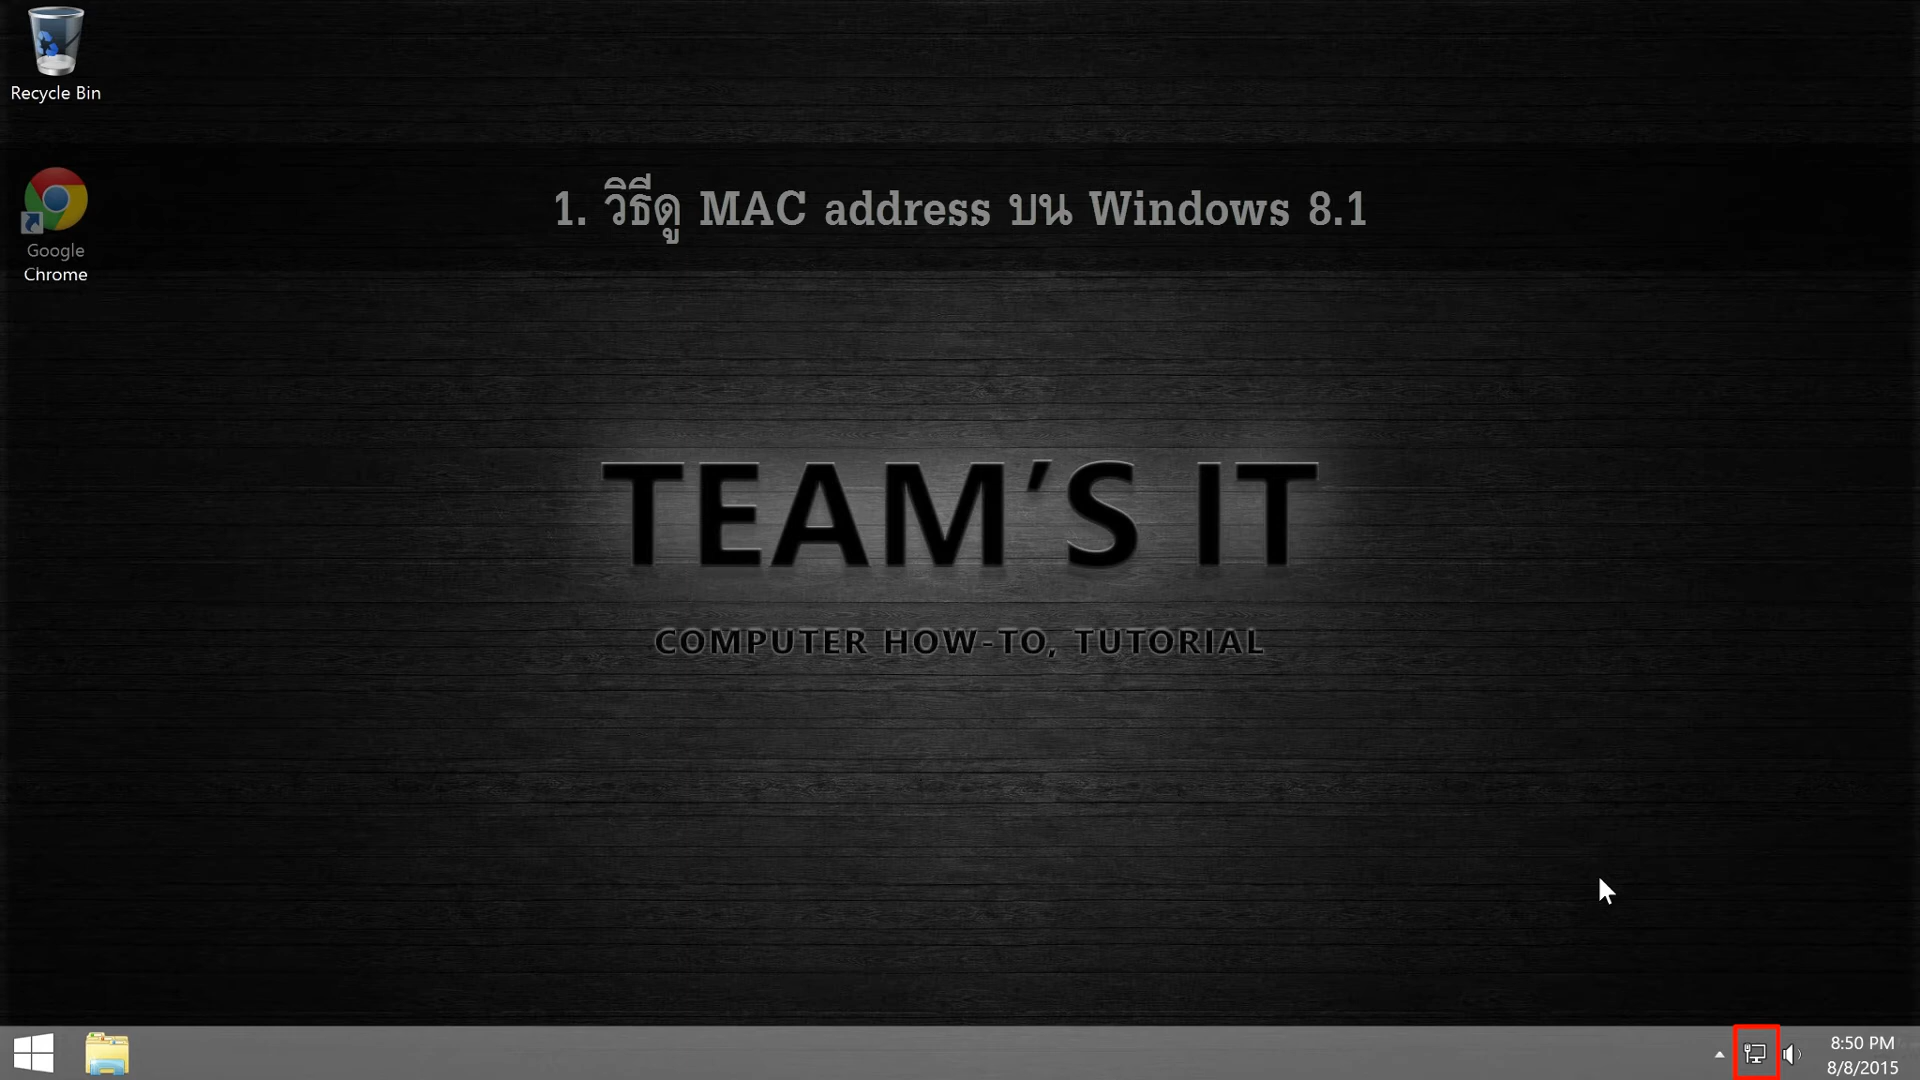 Recycle Bin
1. วิธีดู MAC address บน Windows 8.1
Google
Chrome
TEAM'S IT
COMPUTER HOW-TO, TUTORIAL
8:50 PM
8/8/2015